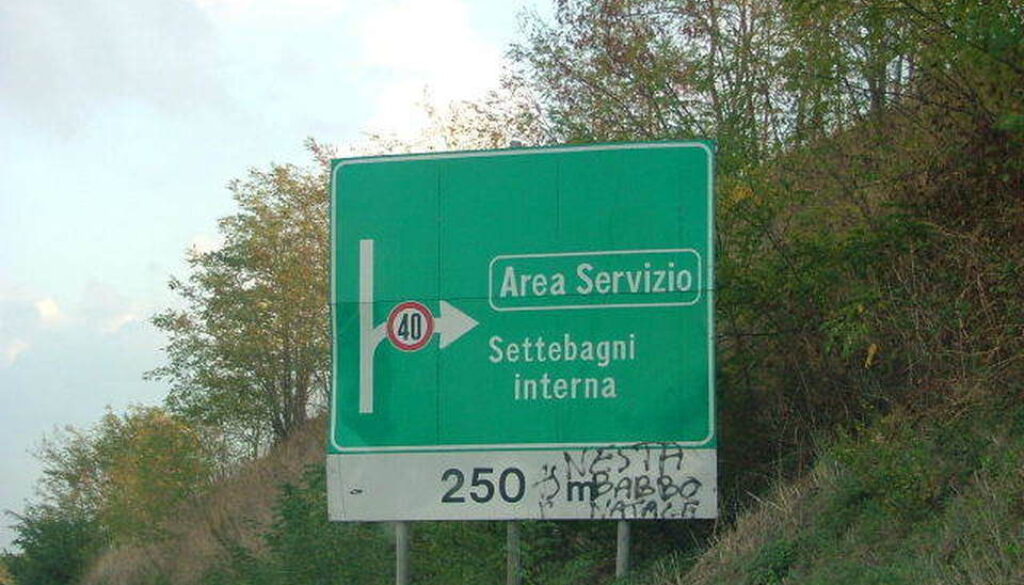 Area Servizio
40
Settebagni
interna
250 m
NESTA
BABBO
NATALE